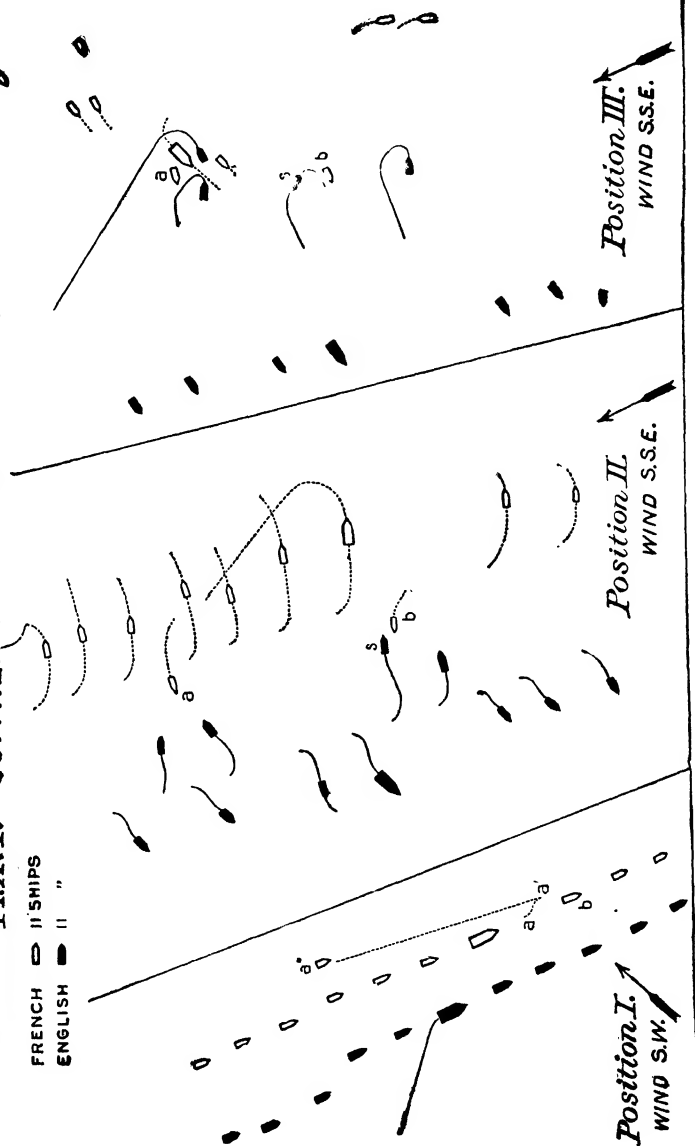 FRENCH 11 SHIPS
ENGLISH 11 "
a"
a
a'
b
Position I.
WIND S.W.
a
s
b
Position II.
WIND S.S.E.
a
s
b
Position III.
WIND S.S.E.